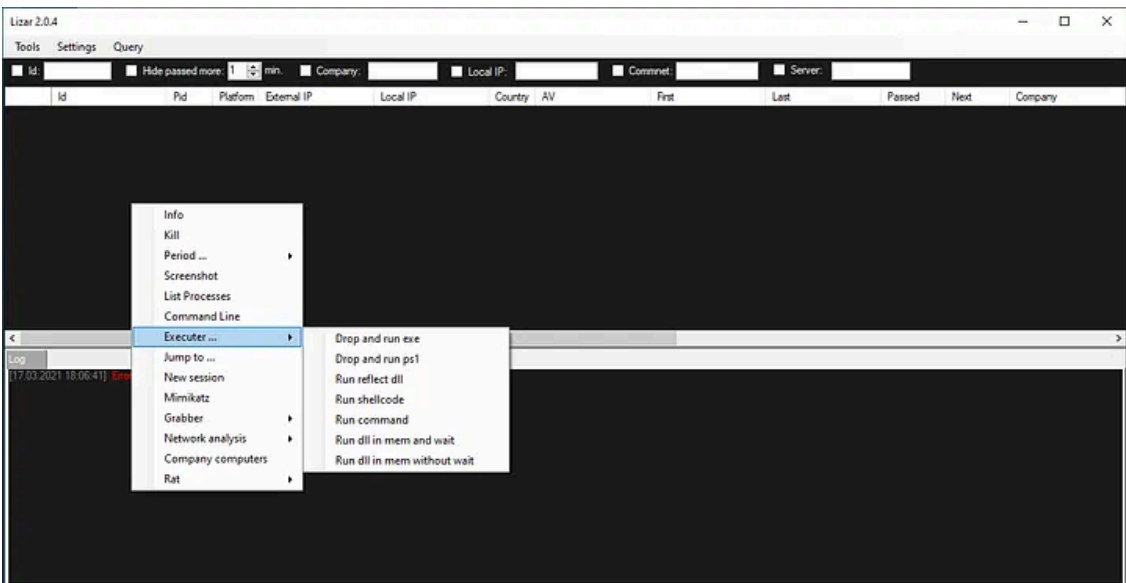 Lizar 2.0.4
Tools Settings Query
Id: Hide passed more: 1 min. Company: Local IP: Commnet: Server:
Id Pid Platform External IP Local IP Country AV First Last Passed Next Company
Info
Kill
Period ...
Screenshot
List Processes
Command Line
Executer ...
Jump to ...
New session
Mimikatz
Grabber
Network analysis
Company computers
Rat
Drop and run exe
Drop and run ps1
Run reflect dll
Run shellcode
Run command
Run dll in mem and wait
Run dll in mem without wait
Log
[17.03.2021 18:06:41]